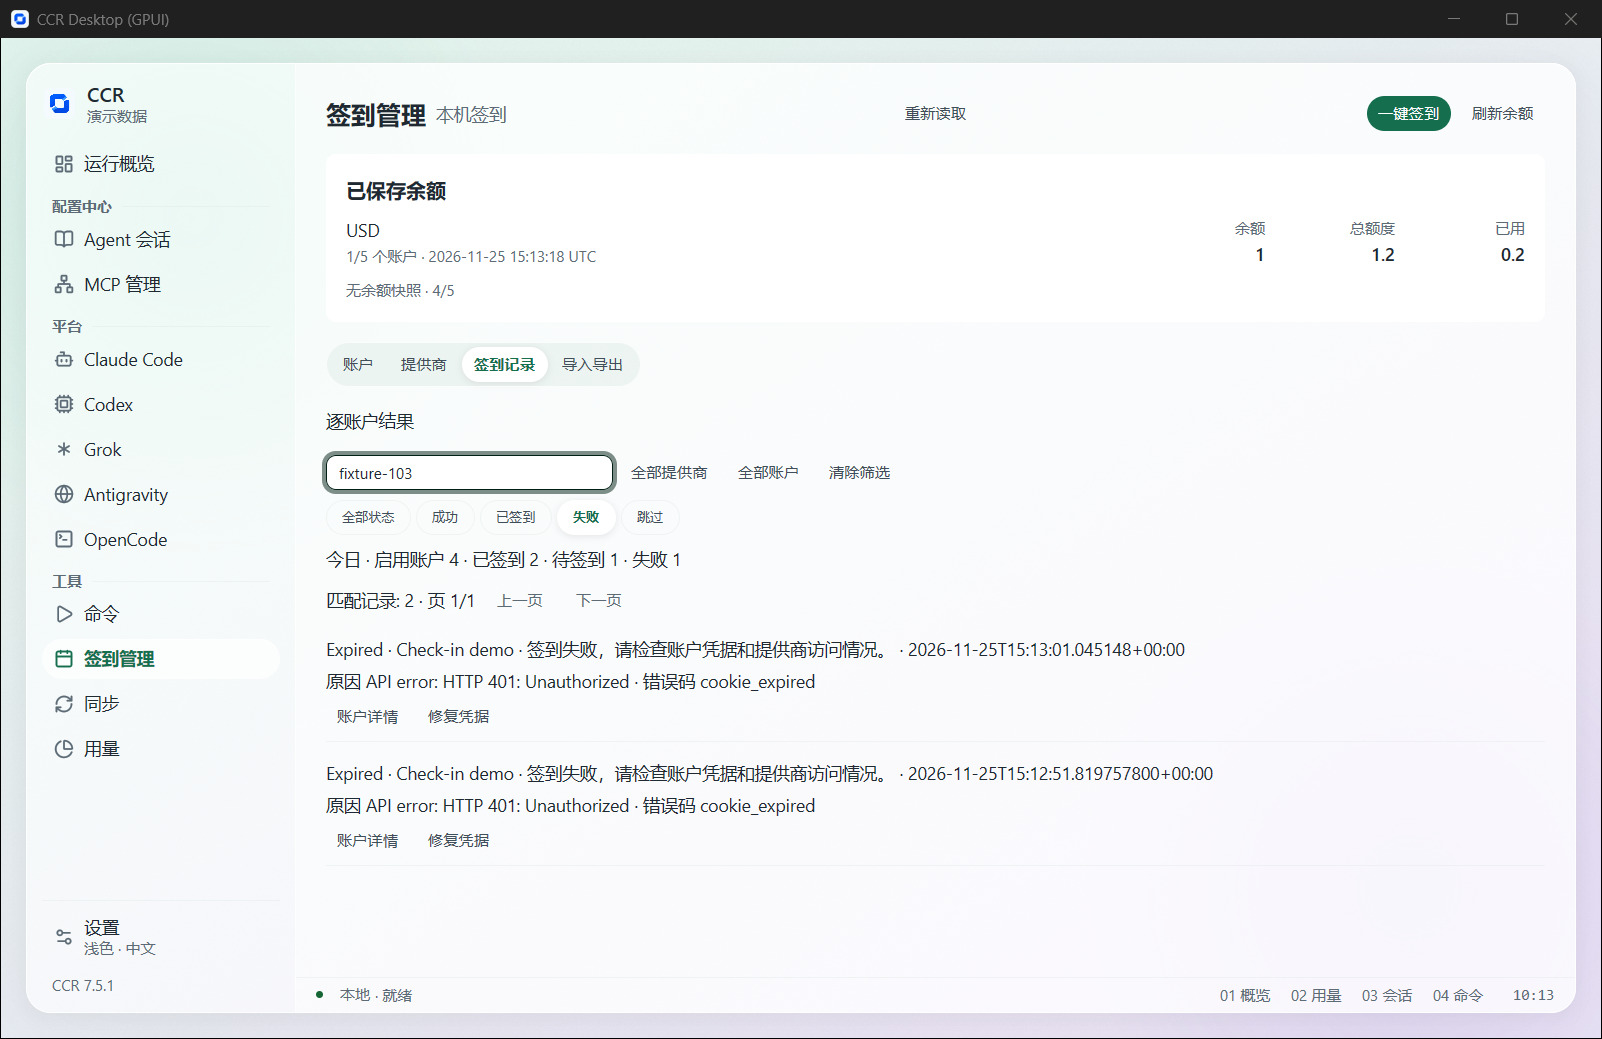 CCR Desktop (GPUI)
CCR
演示数据
运行概览
配置中心
Agent 会话
MCP 管理
平台
Claude Code
Codex
Grok
Antigravity
OpenCode
工具
命令
签到管理
同步
用量
设置
浅色 · 中文
CCR 7.5.1
签到管理 本机签到 重新读取 一键签到 刷新余额
已保存余额
USD
1/5 个账户 · 2026-11-25 15:13:18 UTC
无余额快照 · 4/5
余额 总额度 已用
1 1.2 0.2
账户 提供商 签到记录 导入导出
逐账户结果
fixture-103 全部提供商 全部账户 清除筛选
全部状态 成功 已签到 失败 跳过
今日 · 启用账户 4 · 已签到 2 · 待签到 1 · 失败 1
匹配记录: 2 · 页 1/1 上一页 下一页
Expired · Check-in demo · 签到失败，请检查账户凭据和提供商访问情况。 · 2026-11-25T15:13:01.045148+00:00
原因 API error: HTTP 401: Unauthorized · 错误码 cookie_expired
账户详情 修复凭据
Expired · Check-in demo · 签到失败，请检查账户凭据和提供商访问情况。 · 2026-11-25T15:12:51.819757800+00:00
原因 API error: HTTP 401: Unauthorized · 错误码 cookie_expired
账户详情 修复凭据
本地 · 就绪
01 概览 02 用量 03 会话 04 命令 10:13